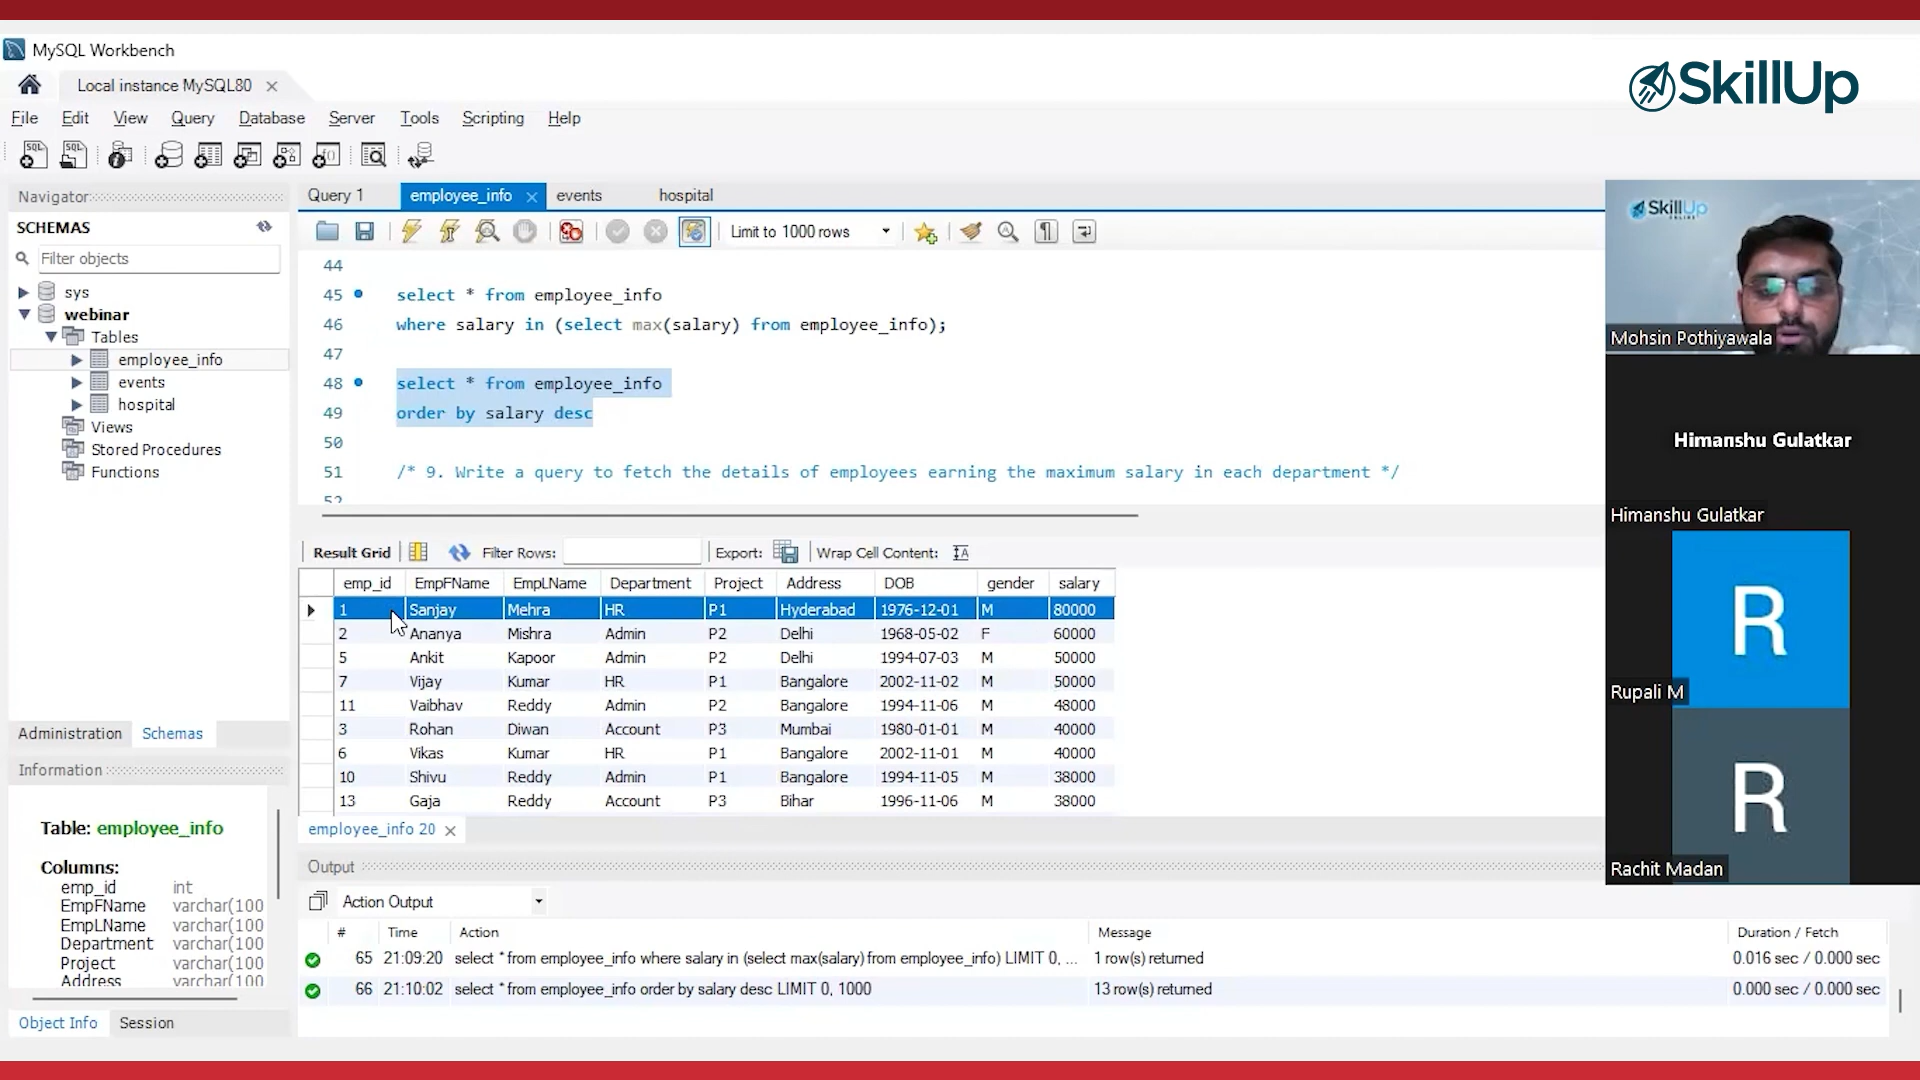 MySQL Workbench
SkillUp
Local instance MySQL80
File Edit View Query Database Server Tools Scripting Help
Navigator
SCHEMAS
Filter objects
sys
webinar
Tables
employee_info
events
hospital
Views
Stored Procedures
Functions
Administration Schemas
Information
Table: employee_info
Columns:
emp_id int
EmpFName varchar(100
EmpLName varchar(100
Department varchar(100
Project varchar(100
Address varchar(100
Object Info Session
Query 1 employee_info events hospital
Limit to 1000 rows
44
45 select * from employee_info
46 where salary in (select max(salary) from employee_info);
47
48 select * from employee_info
49 order by salary desc
50
51 /* 9. Write a query to fetch the details of employees earning the maximum salary in each department */
52
Result Grid Filter Rows: Export: Wrap Cell Content:
emp_id EmpFName EmpLName Department Project Address DOB gender salary
1 Sanjay Mehra HR P1 Hyderabad 1976-12-01 M 80000
2 Ananya Mishra Admin P2 Delhi 1968-05-02 F 60000
5 Ankit Kapoor Admin P2 Delhi 1994-07-03 M 50000
7 Vijay Kumar HR P1 Bangalore 2002-11-02 M 50000
11 Vaibhav Reddy Admin P2 Bangalore 1994-11-06 M 48000
3 Rohan Diwan Account P3 Mumbai 1980-01-01 M 40000
6 Vikas Kumar HR P1 Bangalore 2002-11-01 M 40000
10 Shivu Reddy Admin P1 Bangalore 1994-11-05 M 38000
13 Gaja Reddy Account P3 Bihar 1996-11-06 M 38000
employee_info 20
Output
Action Output
# Time Action Message Duration / Fetch
65 21:09:20 select * from employee_info where salary in (select max(salary) from employee_info) LIMIT 0, ... 1 row(s) returned 0.016 sec / 0.000 sec
66 21:10:02 select * from employee_info order by salary desc LIMIT 0, 1000 13 row(s) returned 0.000 sec / 0.000 sec
SkillUp
ONLINE
Mohsin Pothiyawala
Himanshu Gulatkar
Himanshu Gulatkar
R
Rupali M
R
Rachit Madan